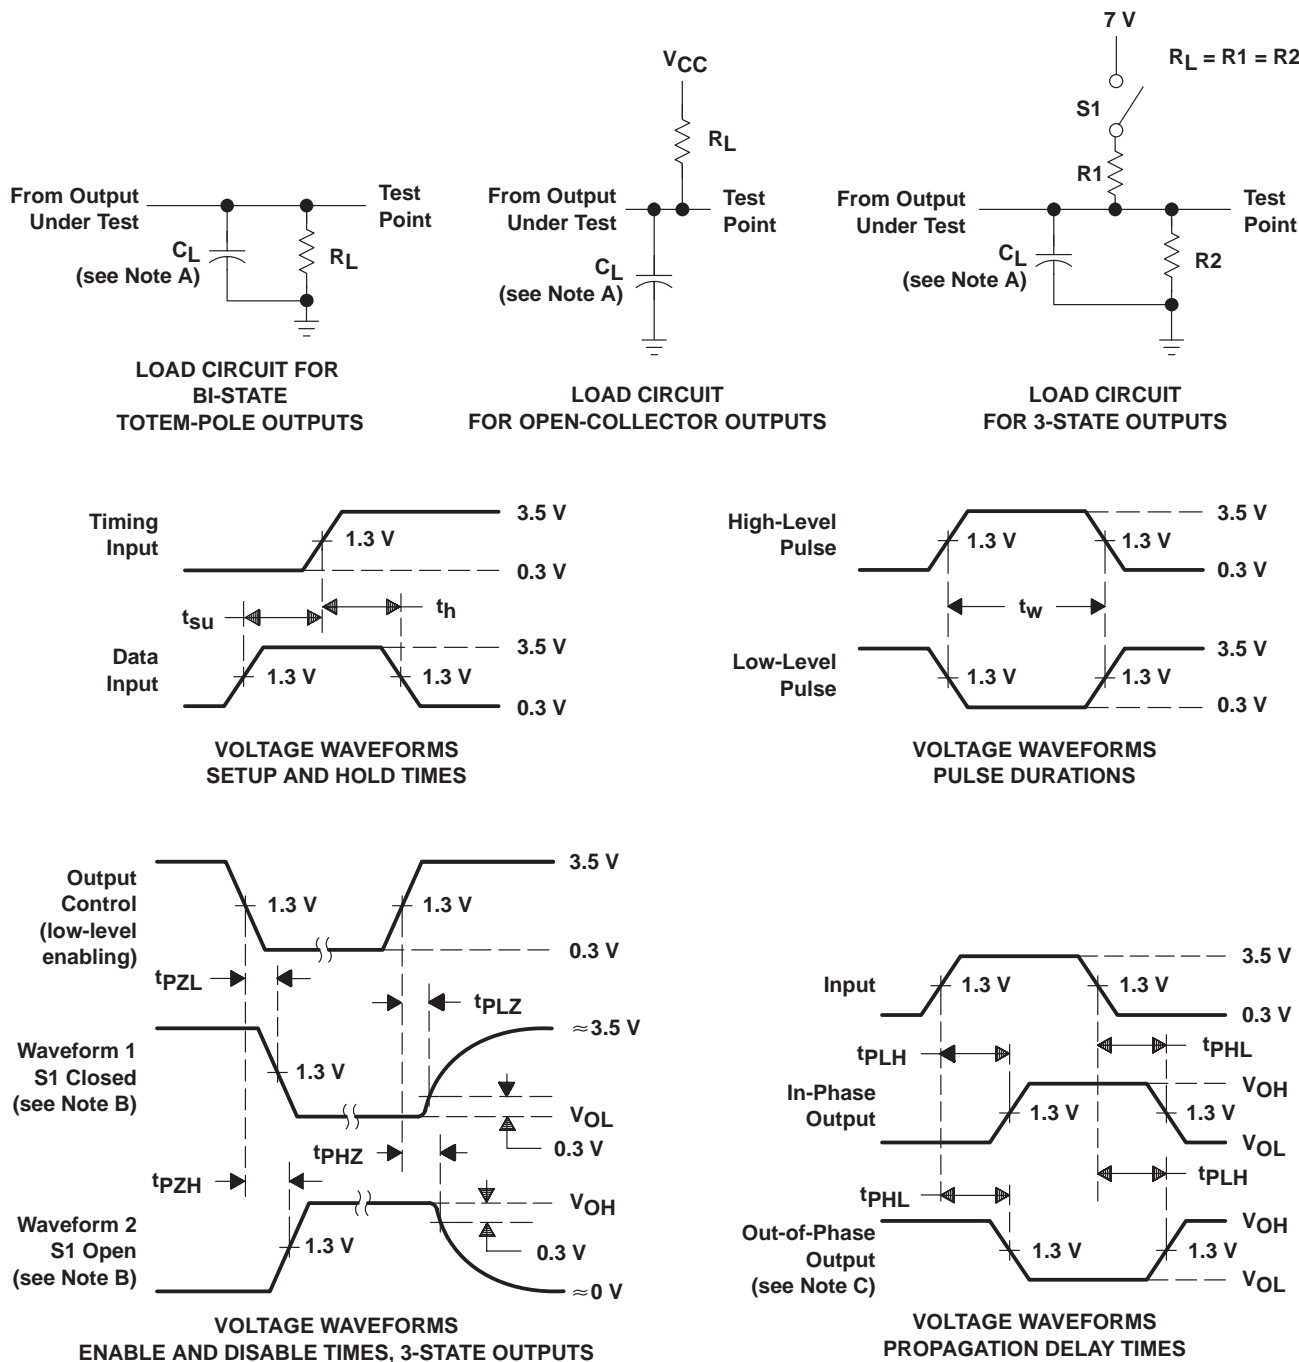 7 V
RL = R1 = R2
VCC
S1
RL
R1
From Output
Under Test
Test
Point
CL
(see Note A)
RL
From Output
Under Test
Test
Point
CL
(see Note A)
From Output
Under Test
Test
Point
CL
(see Note A)
R2
LOAD CIRCUIT FOR
BI-STATE
TOTEM-POLE OUTPUTS
LOAD CIRCUIT
FOR OPEN-COLLECTOR OUTPUTS
LOAD CIRCUIT
FOR 3-STATE OUTPUTS
Timing
Input
3.5 V
1.3 V
0.3 V
tsu
th
Data
Input
3.5 V
1.3 V
1.3 V
0.3 V
VOLTAGE WAVEFORMS
SETUP AND HOLD TIMES
High-Level
Pulse
3.5 V
1.3 V
1.3 V
0.3 V
tw
Low-Level
Pulse
3.5 V
1.3 V
1.3 V
0.3 V
VOLTAGE WAVEFORMS
PULSE DURATIONS
Output
Control
(low-level
enabling)
3.5 V
1.3 V
1.3 V
0.3 V
tPZL
tPLZ
Waveform 1
S1 Closed
(see Note B)
≈3.5 V
1.3 V
VOL
0.3 V
tPHZ
tPZH
Waveform 2
S1 Open
(see Note B)
VOH
1.3 V
0.3 V
≈0 V
VOLTAGE WAVEFORMS
ENABLE AND DISABLE TIMES, 3-STATE OUTPUTS
Input
3.5 V
1.3 V
1.3 V
0.3 V
tPLH
tPHL
In-Phase
Output
VOH
1.3 V
1.3 V
VOL
tPHL
tPLH
Out-of-Phase
Output
(see Note C)
VOH
1.3 V
1.3 V
VOL
VOLTAGE WAVEFORMS
PROPAGATION DELAY TIMES